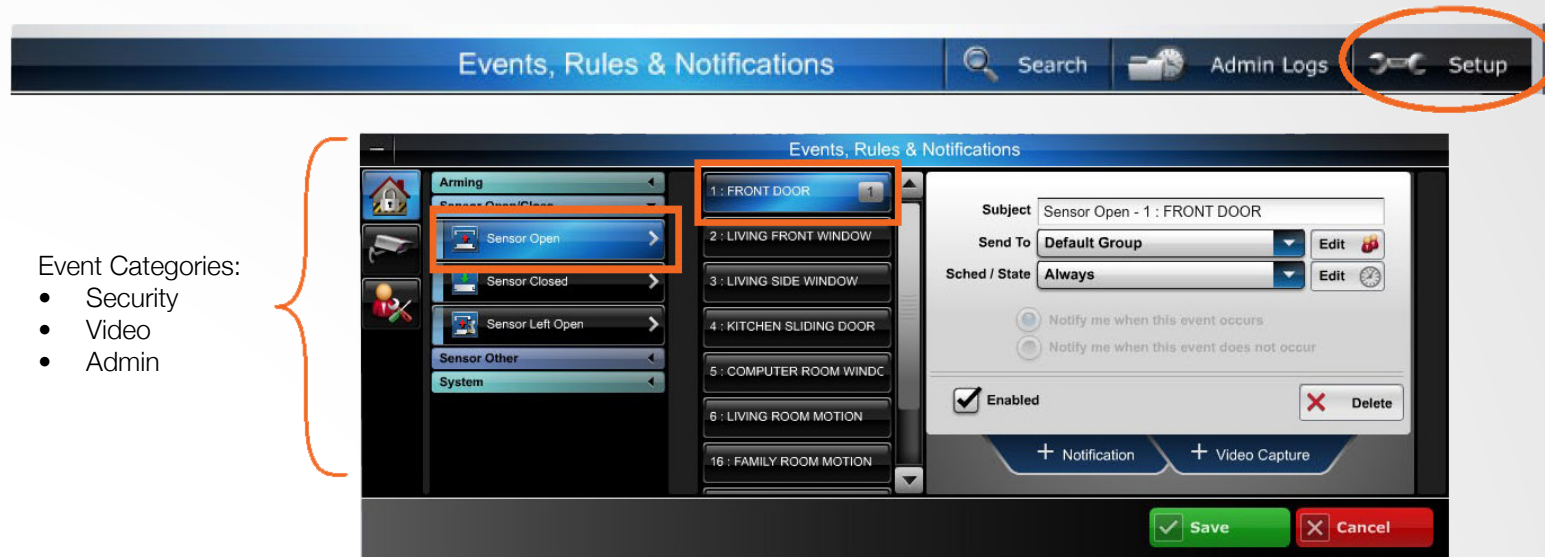 Events, Rules & Notifications
Search
Admin Logs
Setup
Event Categories:
• Security
• Video
• Admin
Events, Rules & Notifications
Arming
Sensor Open/Close
Sensor Open
Sensor Closed
Sensor Left Open
Sensor Other
System
1 : FRONT DOOR 1
2 : LIVING FRONT WINDOW
3 : LIVING SIDE WINDOW
4 : KITCHEN SLIDING DOOR
5 : COMPUTER ROOM WINDC
6 : LIVING ROOM MOTION
16 : FAMILY ROOM MOTION
Subject Sensor Open - 1 : FRONT DOOR
Send To Default Group Edit
Sched / State Always Edit
Notify me when this event occurs
Notify me when this event does not occur
Enabled
Delete
+ Notification
+ Video Capture
Save
Cancel